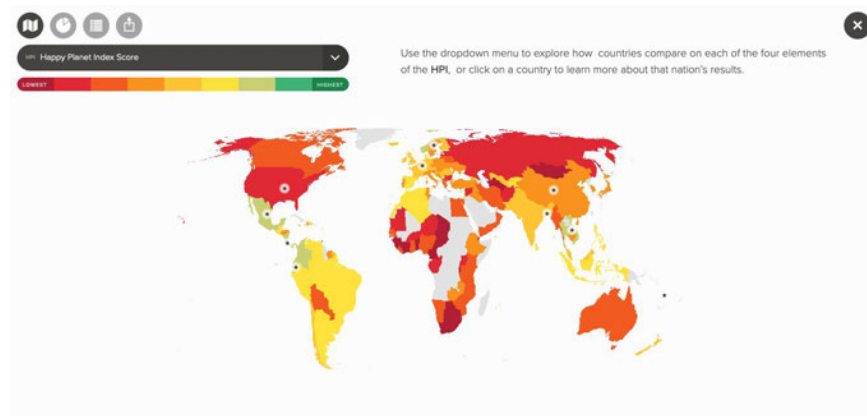 HPI Happy Planet Index Score
Use the dropdown menu to explore how countries compare on each of the four elements
of the HPI, or click on a country to learn more about that nation's results.
LOWEST HIGHEST